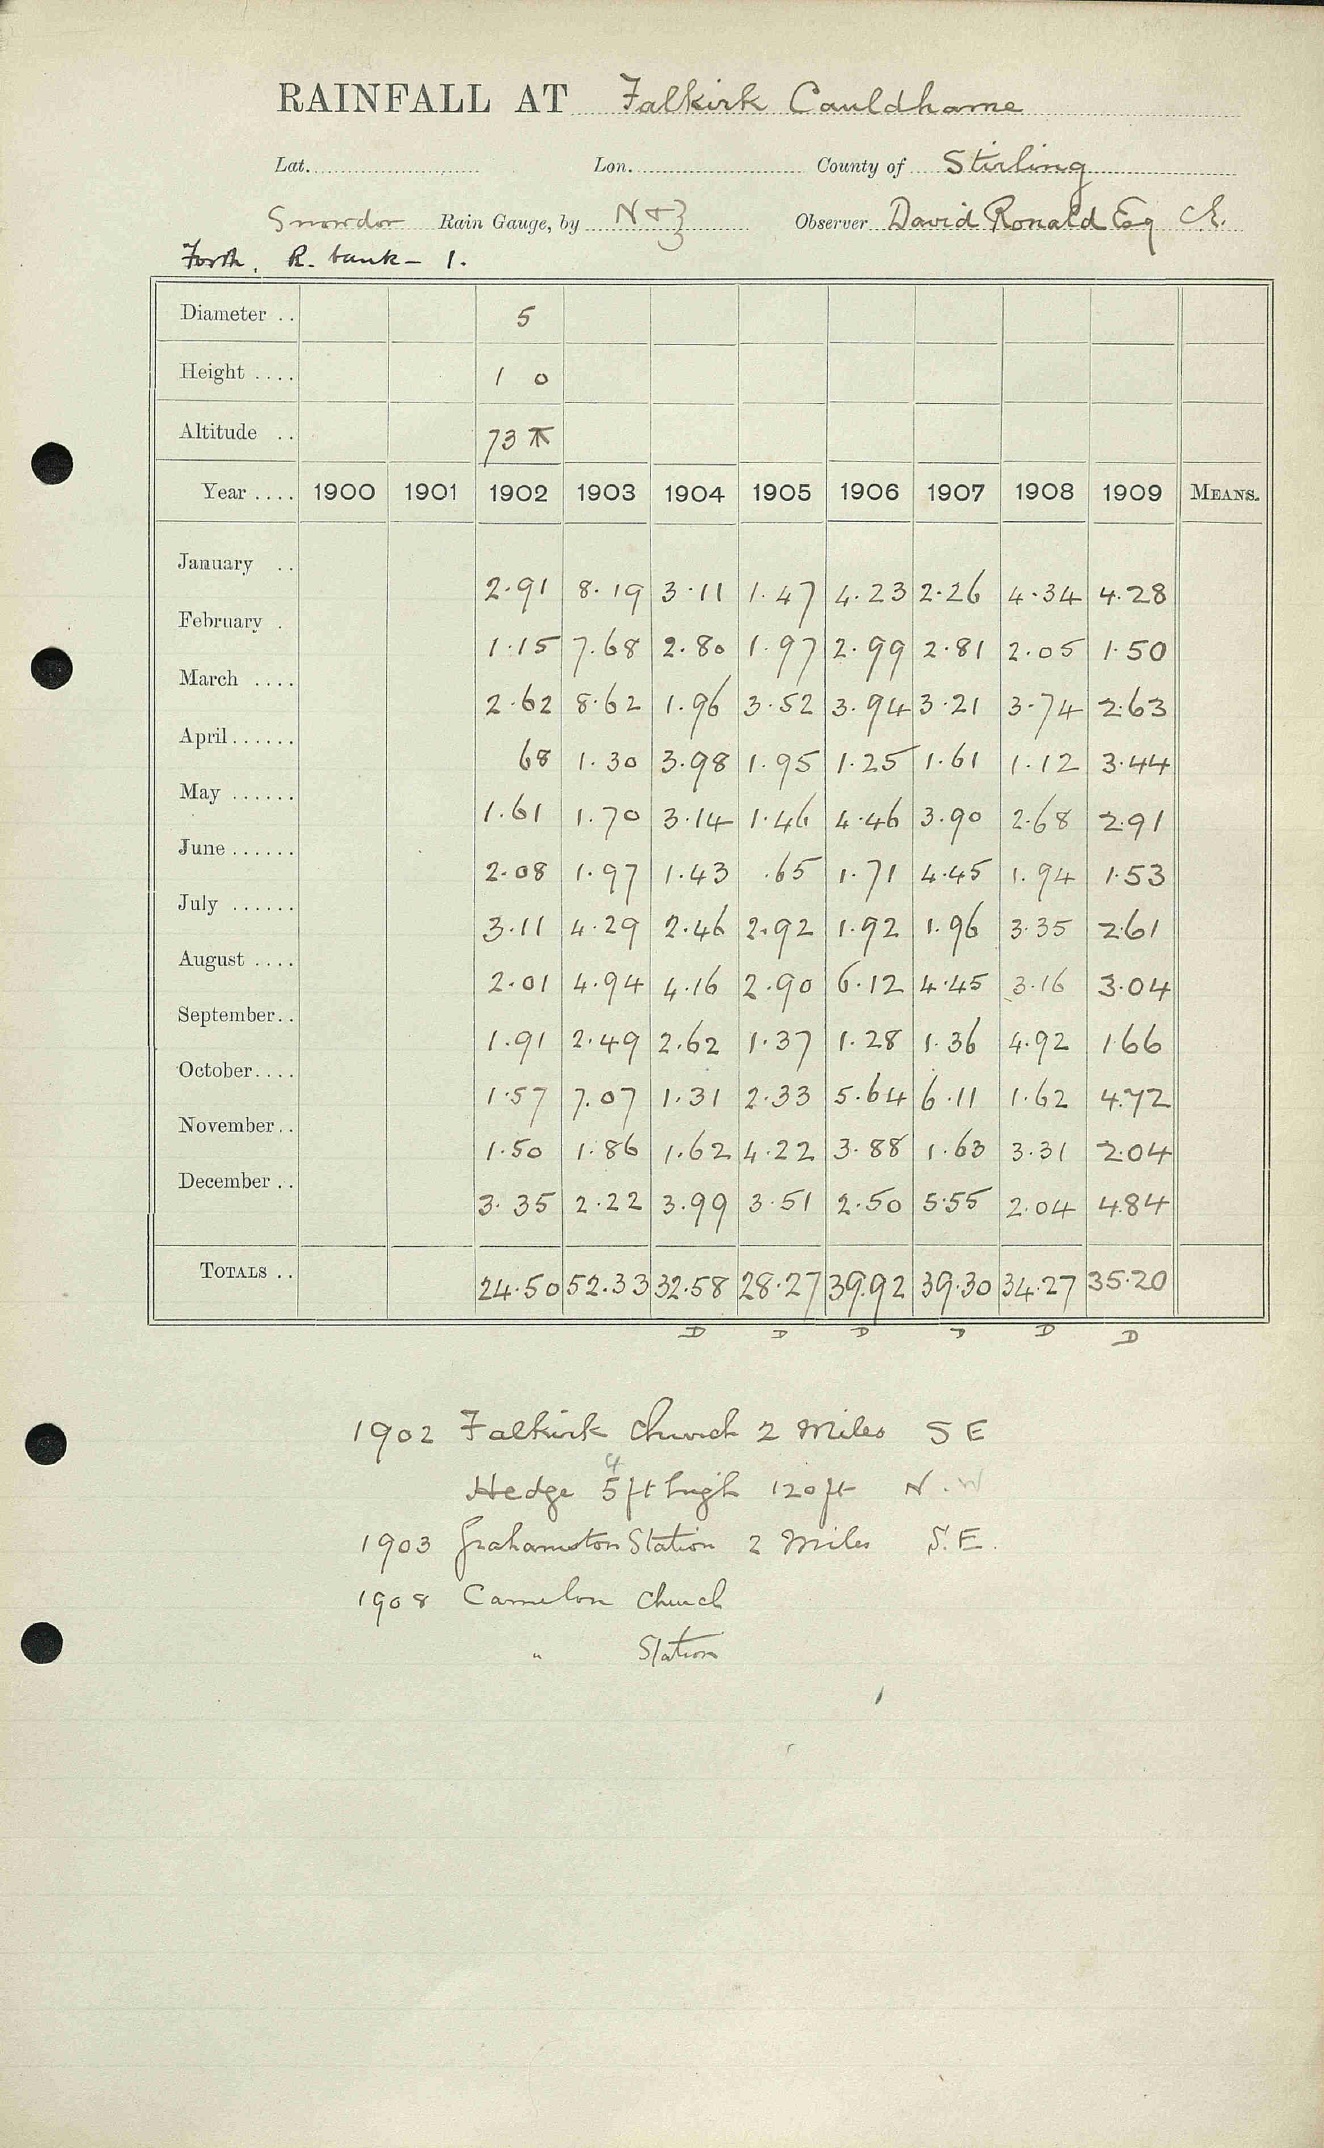 RAINFALL AT Falkirk Cauldhame
Lat. Lon. County of Stirling
Snowdon Rain Gauge, by N & Z Observer David Ronald Esq C.E.
Forth. R. bank - 1.
Diameter .. 5
Height .... 1 0
Altitude .. 73
Year .... 1900 1901 1902 1903 1904 1905 1906 1907 1908 1909 MEANS.
January .. 2.91 8.19 3.11 1.47 4.23 2.26 4.34 4.28
February . 1.15 7.68 2.80 1.97 2.99 2.81 2.05 1.50
March .... 2.62 8.62 1.96 3.52 3.94 3.21 3.74 2.63
April...... 68 1.30 3.98 1.95 1.25 1.61 1.12 3.44
May ...... 1.61 1.70 3.14 1.46 4.46 3.90 2.68 2.91
June...... 2.08 1.97 1.43 .65 1.71 4.45 1.94 1.53
July ...... 3.11 4.29 2.46 2.92 1.92 1.96 3.35 2.61
August .... 2.01 4.94 4.16 2.90 6.12 4.45 3.16 3.04
September.. 1.91 2.49 2.62 1.37 1.28 1.36 4.92 1.66
October.... 1.57 7.07 1.31 2.33 5.64 6.11 1.62 4.72
November.. 1.50 1.86 1.62 4.22 3.88 1.63 3.31 2.04
December .. 3.35 2.22 3.99 3.51 2.50 5.55 2.04 4.84
TOTALS .. 24.50 52.33 32.58 28.27 39.92 39.30 34.27 35.20
D D D D D D
1902 Falkirk Church 2 Miles S E
4
Hedge 5 ft high 120 ft N. W
1903 Grahamston Station 2 Miles S.E.
1908 Camelon Church
" Station